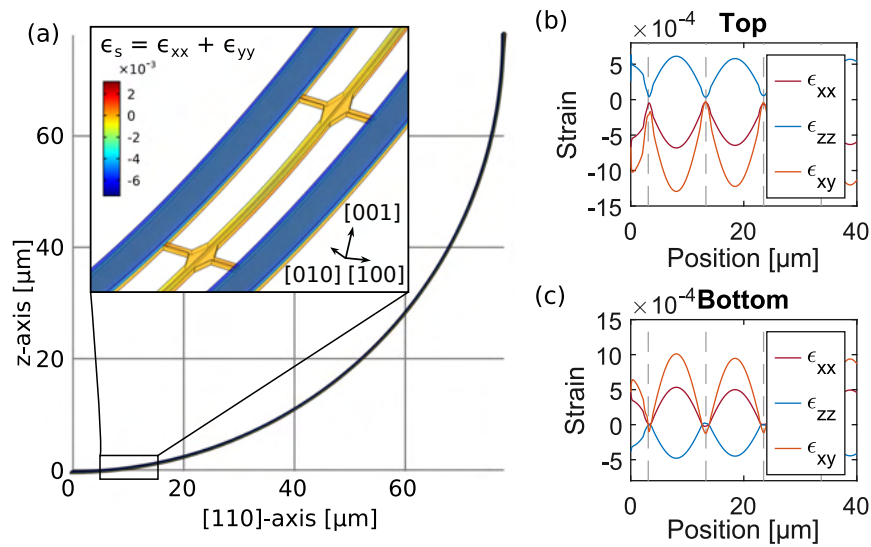 (a)
ϵs = ϵxx + ϵyy
×10⁻³
2
0
-2
-4
-6
[001]
[010]
[1̄00]
z-axis [μm]
60
40
20
0
0
20
40
60
[110]-axis [μm]
(b)
×10⁻⁴
Top
Strain
5
0
-5
-10
-15
ϵxx
ϵzz
ϵxy
0
20
40
Position [μm]
(c)
×10⁻⁴
Bottom
Strain
10
5
0
-5
ϵxx
ϵzz
ϵxy
0
20
40
Position [μm]